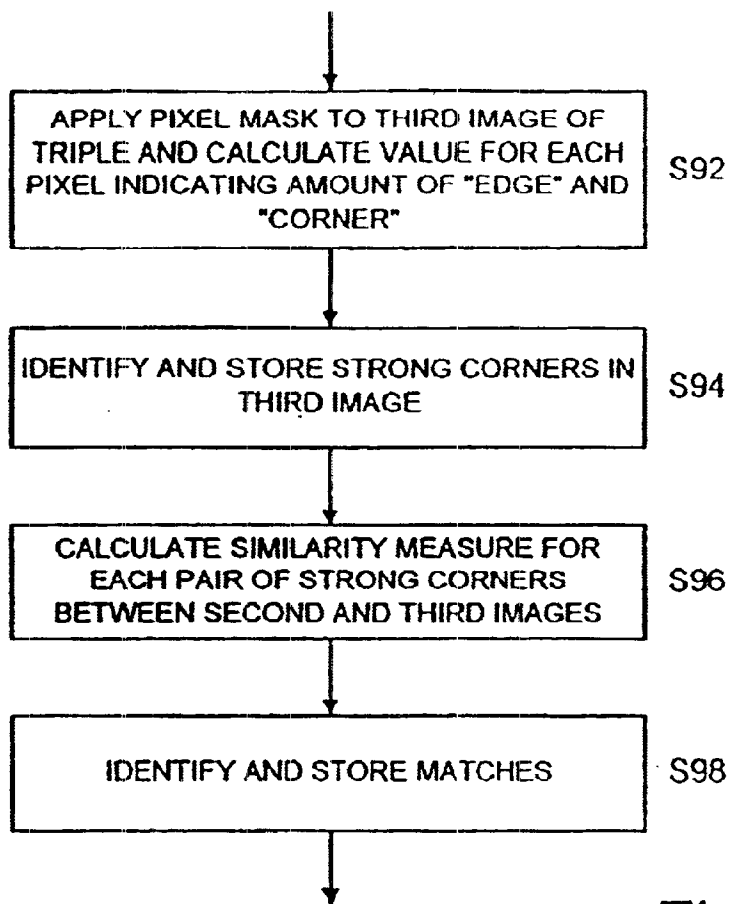 APPLY PIXEL MASK TO THIRD IMAGE OF
TRIPLE AND CALCULATE VALUE FOR EACH
PIXEL INDICATING AMOUNT OF "EDGE" AND
"CORNER"
S92
IDENTIFY AND STORE STRONG CORNERS IN
THIRD IMAGE
S94
CALCULATE SIMILARITY MEASURE FOR
EACH PAIR OF STRONG CORNERS
BETWEEN SECOND AND THIRD IMAGES
S96
IDENTIFY AND STORE MATCHES
S98